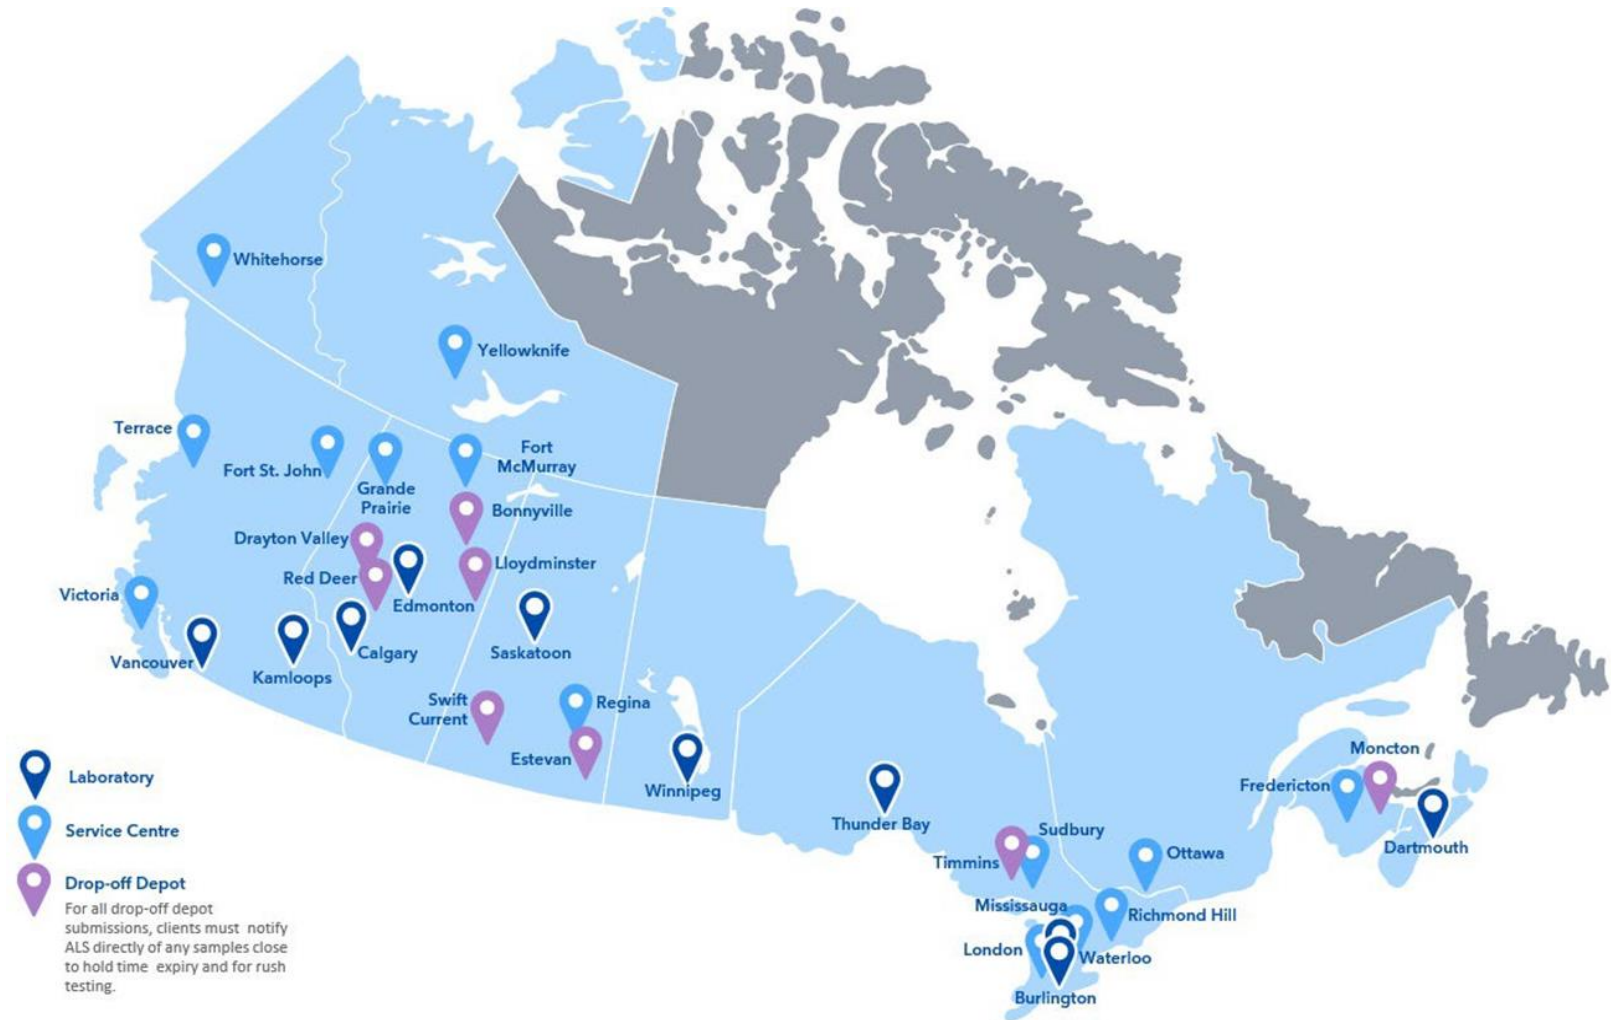 Whitehorse
Yellowknife
Terrace
Fort St. John
Grande
Prairie
Fort
McMurray
Bonnyville
Drayton Valley
Red Deer
Edmonton
Lloydminster
Victoria
Vancouver
Kamloops
Calgary
Saskatoon
Swift
Current
Regina
Estevan
Winnipeg
Thunder Bay
Timmins
Sudbury
Ottawa
Mississauga
Richmond Hill
London
Waterloo
Burlington
Moncton
Fredericton
Dartmouth
Laboratory
Service Centre
Drop-off Depot
For all drop-off depot
submissions, clients must notify
ALS directly of any samples close
to hold time expiry and for rush
testing.